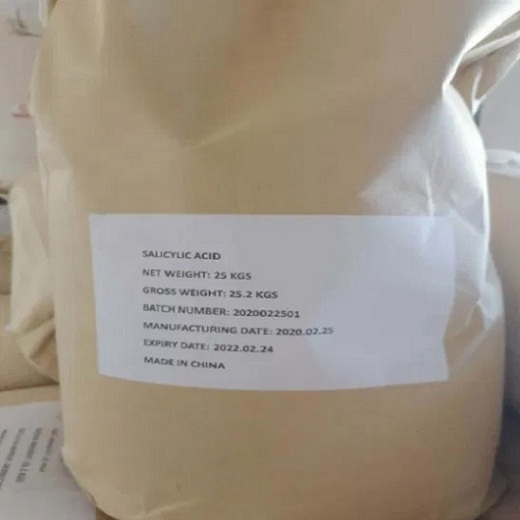 SALICYLIC ACID
NET WEIGHT: 25 KGS
GROSS WEIGHT: 25.2 KGS
BATCH NUMBER: 2020022501
MANUFACTURING DATE: 2020.02.25
EXPIRY DATE: 2022.02.24
MADE IN CHINA